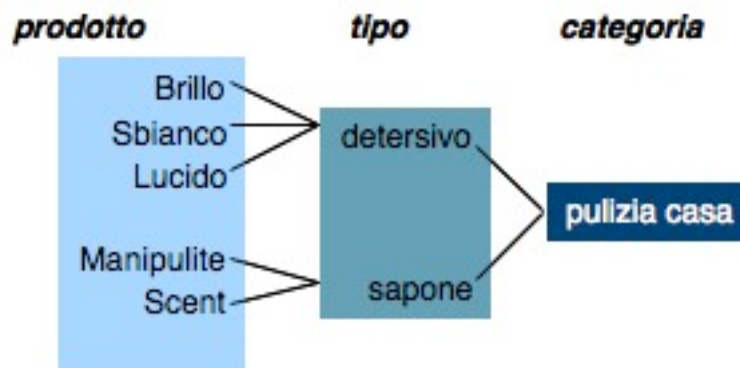 prodotto tipo categoria
Brillo
Sbianco
Lucido
Manipulite
Scent
detersivo
sapone
pulizia casa